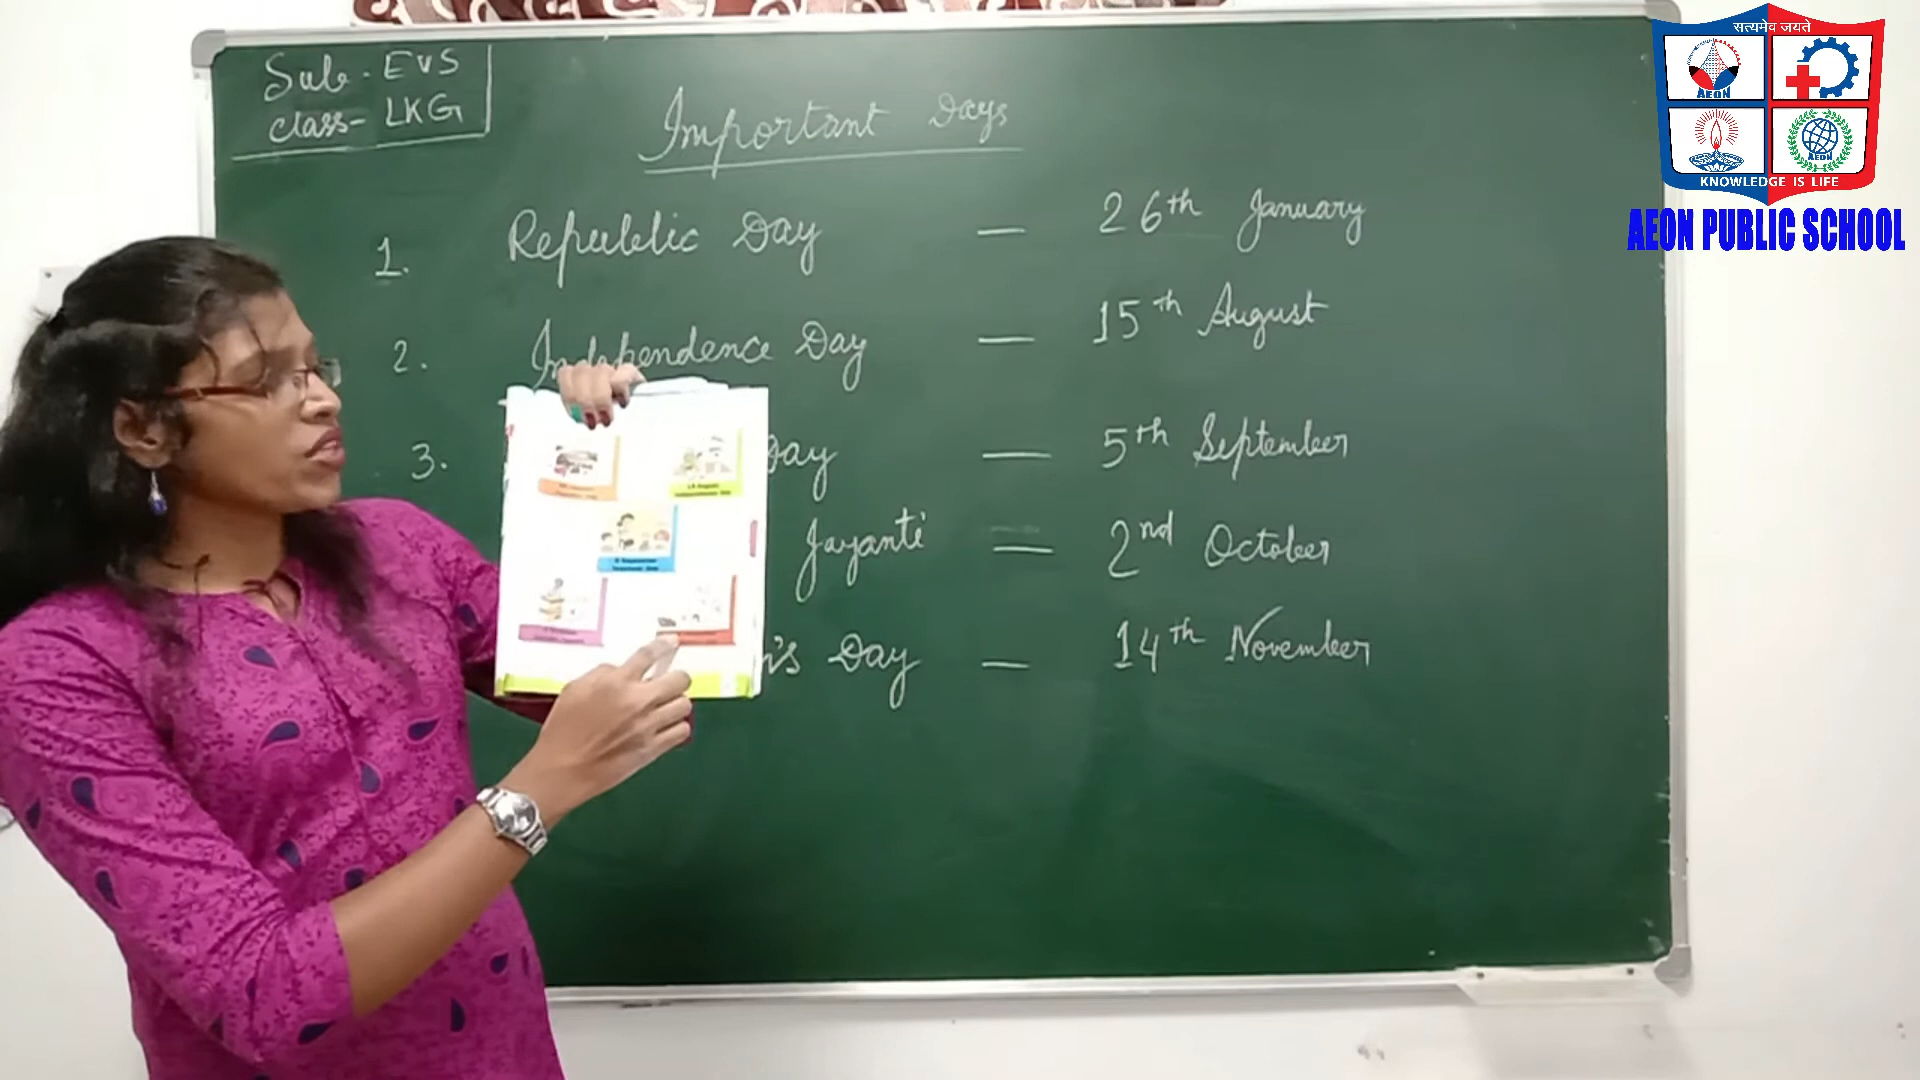 Sub - EVS
Class - LKG
Important Days
1. Republic Day — 26th January
2. Independence Day — 15th August
3. Day — 5th September
Jayanti — 2nd October
n's Day — 14th November
सत्यमेव जयते
AEON
AEON
KNOWLEDGE IS LIFE
AEON PUBLIC SCHOOL